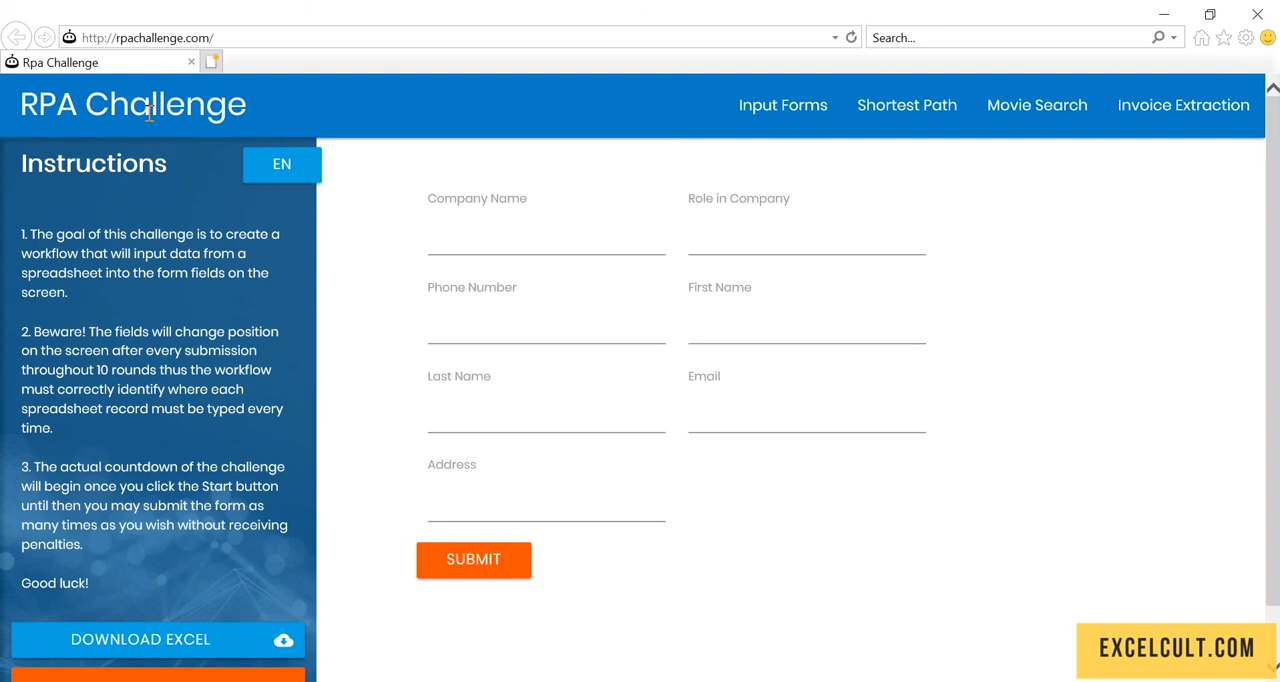 http://rpachallenge.com/
Search...
Rpa Challenge
RPA Challenge
Input Forms
Shortest Path
Movie Search
Invoice Extraction
Instructions
EN
1. The goal of this challenge is to create a
workflow that will input data from a
spreadsheet into the form fields on the
screen.
2. Beware! The fields will change position
on the screen after every submission
throughout 10 rounds thus the workflow
must correctly identify where each
spreadsheet record must be typed every
time.
3. The actual countdown of the challenge
will begin once you click the Start button
until then you may submit the form as
many times as you wish without receiving
penalties.
Good luck!
DOWNLOAD EXCEL
Company Name
Role in Company
Phone Number
First Name
Last Name
Email
Address
SUBMIT
EXCELCULT.COM